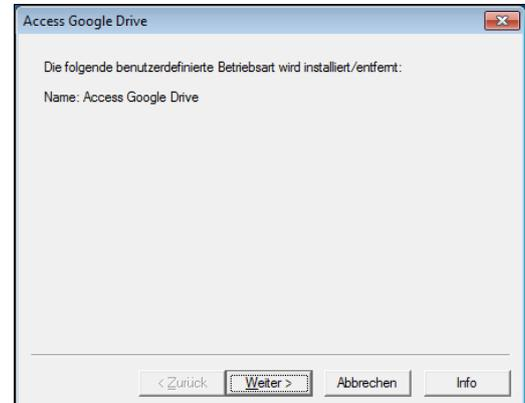 Access Google Drive
Die folgende benutzerdefinierte Betriebsart wird installiert/entfernt:
Name: Access Google Drive
< Zurück Weiter > Abbrechen Info